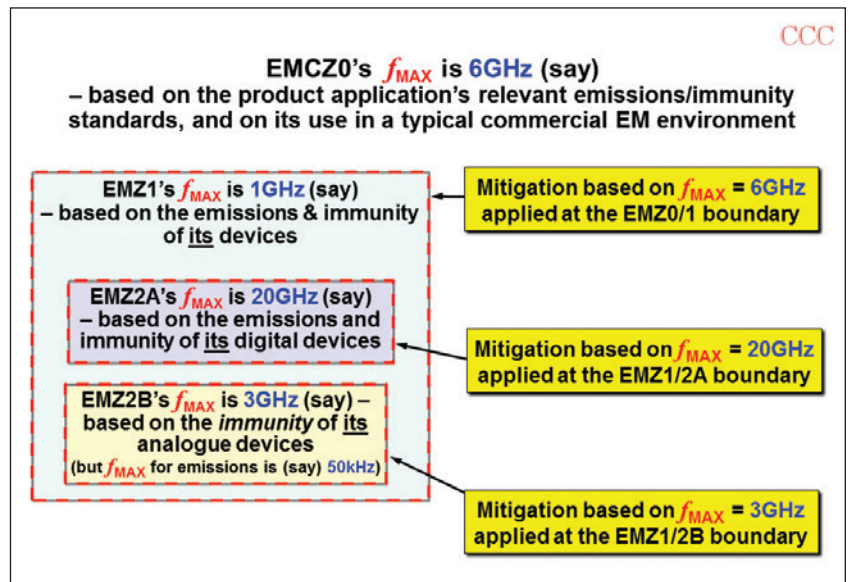 CCC
EMCZ0's fMAX is 6GHz (say)
– based on the product application's relevant emissions/immunity
standards, and on its use in a typical commercial EM environment
EMZ1's fMAX is 1GHz (say)
– based on the emissions & immunity
of its devices
Mitigation based on fMAX = 6GHz
applied at the EMZ0/1 boundary
EMZ2A's fMAX is 20GHz (say)
– based on the emissions and
immunity of its digital devices
Mitigation based on fMAX = 20GHz
applied at the EMZ1/2A boundary
EMZ2B's fMAX is 3GHz (say) –
based on the immunity of its
analogue devices
(but fMAX for emissions is (say) 50kHz)
Mitigation based on fMAX = 3GHz
applied at the EMZ1/2B boundary